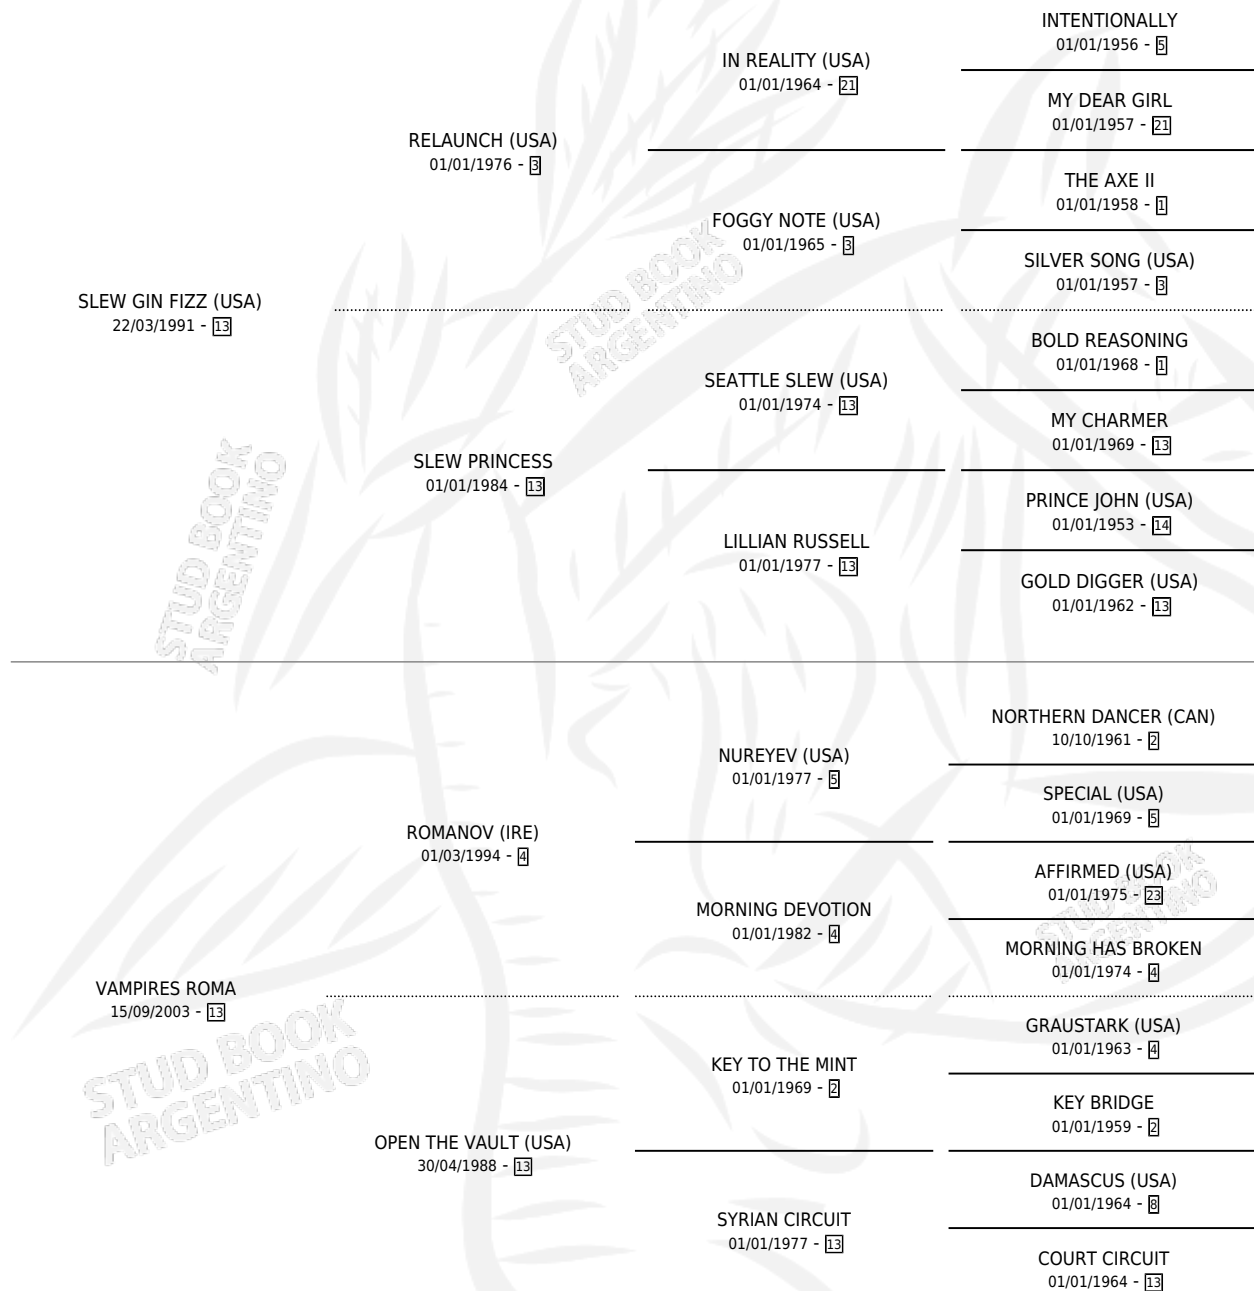 INTENTIONALLY
01/01/1956 - 5
IN REALITY (USA)
01/01/1964 - 21
MY DEAR GIRL
01/01/1957 - 21
RELAUNCH (USA)
01/01/1976 - 3
THE AXE II
01/01/1958 - 1
FOGGY NOTE (USA)
01/01/1965 - 3
SILVER SONG (USA)
01/01/1957 - 3
SLEW GIN FIZZ (USA)
22/03/1991 - 13
STUD BOOK
ARGENTINO
BOLD REASONING
01/01/1968 - 1
SEATTLE SLEW (USA)
01/01/1974 - 13
MY CHARMER
01/01/1969 - 13
SLEW PRINCESS
01/01/1984 - 13
PRINCE JOHN (USA)
01/01/1953 - 14
LILLIAN RUSSELL
01/01/1977 - 13
GOLD DIGGER (USA)
01/01/1962 - 13
STUD BOOK
ARGENTINO
NORTHERN DANCER (CAN)
10/10/1961 - 2
NUREYEV (USA)
01/01/1977 - 5
SPECIAL (USA)
01/01/1969 - 5
ROMANOV (IRE)
01/03/1994 - 4
AFFIRMED (USA)
01/01/1975 - 23
MORNING DEVOTION
01/01/1982 - 4
MORNING HAS BROKEN
01/01/1974 - 4
STUD BOOK
ARGENTINO
VAMPIRES ROMA
15/09/2003 - 13
GRAUSTARK (USA)
01/01/1963 - 4
KEY TO THE MINT
01/01/1969 - 2
KEY BRIDGE
01/01/1959 - 2
STUD BOOK
ARGENTINO
OPEN THE VAULT (USA)
30/04/1988 - 13
DAMASCUS (USA)
01/01/1964 - 8
SYRIAN CIRCUIT
01/01/1977 - 13
COURT CIRCUIT
01/01/1964 - 13